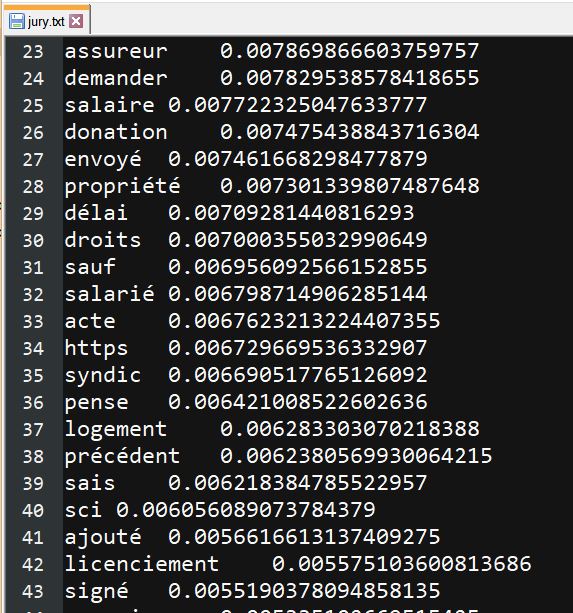 jury.txt
23 assureur 0.007869866603759757
24 demander 0.007829538578418655
25 salaire 0.007722325047633777
26 donation 0.007475438843716304
27 envoyé 0.007461668298477879
28 propriété 0.007301339807487648
29 délai 0.00709281440816293
30 droits 0.007000355032990649
31 sauf 0.006956092566152855
32 salarié 0.006798714906285144
33 acte 0.0067623213224407355
34 https 0.006729669536332907
35 syndic 0.006690517765126092
36 pense 0.006421008522602636
37 logement 0.006283303070218388
38 précédent 0.0062380569930064215
39 sais 0.006218384785522957
40 sci 0.006056089073784379
41 ajouté 0.0056616613137409275
42 licenciement 0.005575103600813686
43 signé 0.0055190378094858135